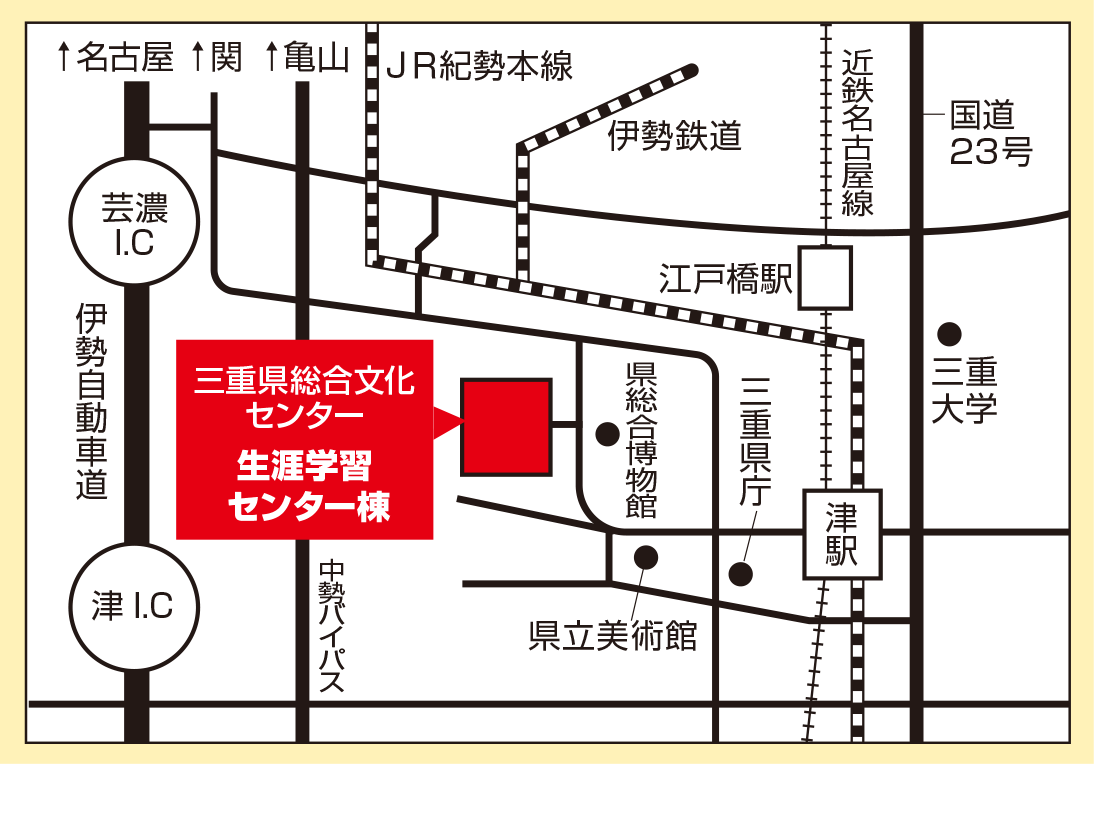 ↑名古屋
↑関
↑亀山
JR紀勢本線
伊勢鉄道
近鉄名古屋線
国道
23号
芸濃
I.C
江戸橋駅
伊勢自動車道
三重県総合文化
センター
生涯学習
センター棟
県総合博物館
三重県庁
三重
大学
津駅
津 I.C
中勢バイパス
県立美術館